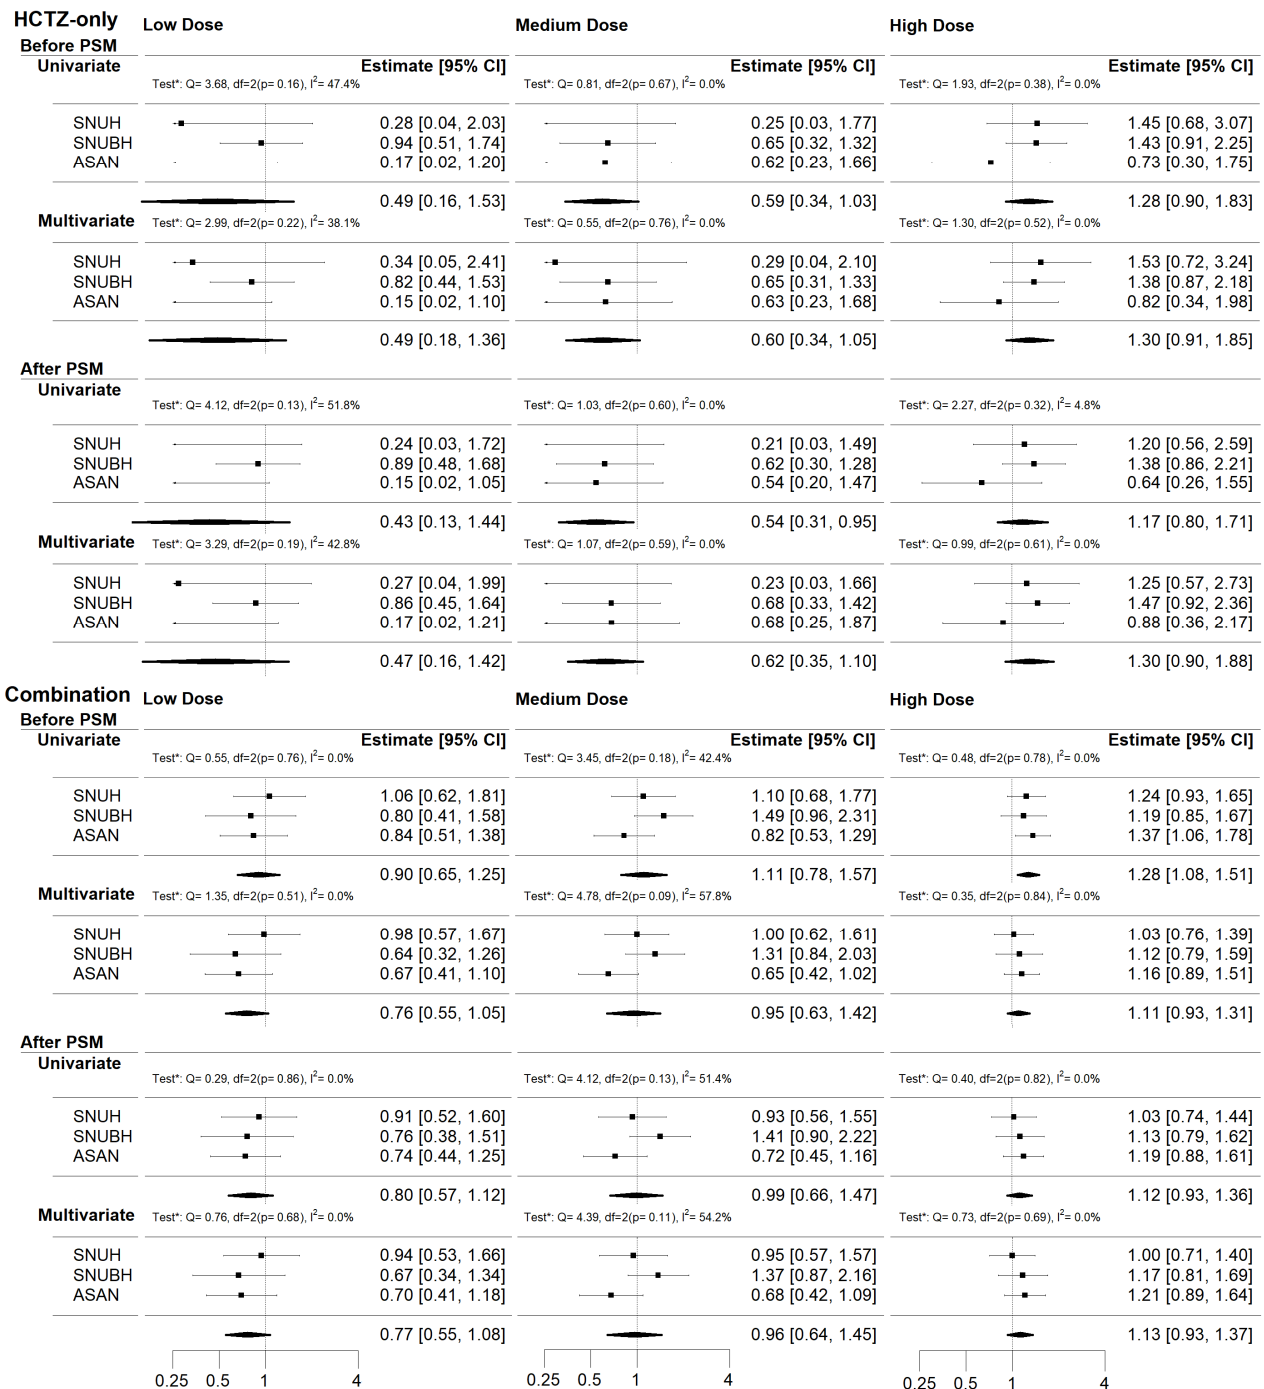 HCTZ-only Low Dose Medium Dose High Dose
Before PSM
Univariate Estimate [95% CI] Estimate [95% CI] Estimate [95% CI]
Test*: Q= 3.68, df=2(p= 0.16), I²= 47.4% Test*: Q= 0.81, df=2(p= 0.67), I²= 0.0% Test*: Q= 1.93, df=2(p= 0.38), I²= 0.0%
SNUH 0.28 [0.04, 2.03] 0.25 [0.03, 1.77] 1.45 [0.68, 3.07]
SNUBH 0.94 [0.51, 1.74] 0.65 [0.32, 1.32] 1.43 [0.91, 2.25]
ASAN 0.17 [0.02, 1.20] 0.62 [0.23, 1.66] 0.73 [0.30, 1.75]
0.49 [0.16, 1.53] 0.59 [0.34, 1.03] 1.28 [0.90, 1.83]
Multivariate Test*: Q= 2.99, df=2(p= 0.22), I²= 38.1% Test*: Q= 0.55, df=2(p= 0.76), I²= 0.0% Test*: Q= 1.30, df=2(p= 0.52), I²= 0.0%
SNUH 0.34 [0.05, 2.41] 0.29 [0.04, 2.10] 1.53 [0.72, 3.24]
SNUBH 0.82 [0.44, 1.53] 0.65 [0.31, 1.33] 1.38 [0.87, 2.18]
ASAN 0.15 [0.02, 1.10] 0.63 [0.23, 1.68] 0.82 [0.34, 1.98]
0.49 [0.18, 1.36] 0.60 [0.34, 1.05] 1.30 [0.91, 1.85]
After PSM
Univariate
Test*: Q= 4.12, df=2(p= 0.13), I²= 51.8% Test*: Q= 1.03, df=2(p= 0.60), I²= 0.0% Test*: Q= 2.27, df=2(p= 0.32), I²= 4.8%
SNUH 0.24 [0.03, 1.72] 0.21 [0.03, 1.49] 1.20 [0.56, 2.59]
SNUBH 0.89 [0.48, 1.68] 0.62 [0.30, 1.28] 1.38 [0.86, 2.21]
ASAN 0.15 [0.02, 1.05] 0.54 [0.20, 1.47] 0.64 [0.26, 1.55]
0.43 [0.13, 1.44] 0.54 [0.31, 0.95] 1.17 [0.80, 1.71]
Multivariate Test*: Q= 3.29, df=2(p= 0.19), I²= 42.8% Test*: Q= 1.07, df=2(p= 0.59), I²= 0.0% Test*: Q= 0.99, df=2(p= 0.61), I²= 0.0%
SNUH 0.27 [0.04, 1.99] 0.23 [0.03, 1.66] 1.25 [0.57, 2.73]
SNUBH 0.86 [0.45, 1.64] 0.68 [0.33, 1.42] 1.47 [0.92, 2.36]
ASAN 0.17 [0.02, 1.21] 0.68 [0.25, 1.87] 0.88 [0.36, 2.17]
0.47 [0.16, 1.42] 0.62 [0.35, 1.10] 1.30 [0.90, 1.88]
Combination Low Dose Medium Dose High Dose
Before PSM
Univariate Estimate [95% CI] Estimate [95% CI] Estimate [95% CI]
Test*: Q= 0.55, df=2(p= 0.76), I²= 0.0% Test*: Q= 3.45, df=2(p= 0.18), I²= 42.4% Test*: Q= 0.48, df=2(p= 0.78), I²= 0.0%
SNUH 1.06 [0.62, 1.81] 1.10 [0.68, 1.77] 1.24 [0.93, 1.65]
SNUBH 0.80 [0.41, 1.58] 1.49 [0.96, 2.31] 1.19 [0.85, 1.67]
ASAN 0.84 [0.51, 1.38] 0.82 [0.53, 1.29] 1.37 [1.06, 1.78]
0.90 [0.65, 1.25] 1.11 [0.78, 1.57] 1.28 [1.08, 1.51]
Multivariate Test*: Q= 1.35, df=2(p= 0.51), I²= 0.0% Test*: Q= 4.78, df=2(p= 0.09), I²= 57.8% Test*: Q= 0.35, df=2(p= 0.84), I²= 0.0%
SNUH 0.98 [0.57, 1.67] 1.00 [0.62, 1.61] 1.03 [0.76, 1.39]
SNUBH 0.64 [0.32, 1.26] 1.31 [0.84, 2.03] 1.12 [0.79, 1.59]
ASAN 0.67 [0.41, 1.10] 0.65 [0.42, 1.02] 1.16 [0.89, 1.51]
0.76 [0.55, 1.05] 0.95 [0.63, 1.42] 1.11 [0.93, 1.31]
After PSM
Univariate
Test*: Q= 0.29, df=2(p= 0.86), I²= 0.0% Test*: Q= 4.12, df=2(p= 0.13), I²= 51.4% Test*: Q= 0.40, df=2(p= 0.82), I²= 0.0%
SNUH 0.91 [0.52, 1.60] 0.93 [0.56, 1.55] 1.03 [0.74, 1.44]
SNUBH 0.76 [0.38, 1.51] 1.41 [0.90, 2.22] 1.13 [0.79, 1.62]
ASAN 0.74 [0.44, 1.25] 0.72 [0.45, 1.16] 1.19 [0.88, 1.61]
0.80 [0.57, 1.12] 0.99 [0.66, 1.47] 1.12 [0.93, 1.36]
Multivariate Test*: Q= 0.76, df=2(p= 0.68), I²= 0.0% Test*: Q= 4.39, df=2(p= 0.11), I²= 54.2% Test*: Q= 0.73, df=2(p= 0.69), I²= 0.0%
SNUH 0.94 [0.53, 1.66] 0.95 [0.57, 1.57] 1.00 [0.71, 1.40]
SNUBH 0.67 [0.34, 1.34] 1.37 [0.87, 2.16] 1.17 [0.81, 1.69]
ASAN 0.70 [0.41, 1.18] 0.68 [0.42, 1.09] 1.21 [0.89, 1.64]
0.77 [0.55, 1.08] 0.96 [0.64, 1.45] 1.13 [0.93, 1.37]
0.25 0.5 1 4 0.25 0.5 1 4 0.25 0.5 1 4